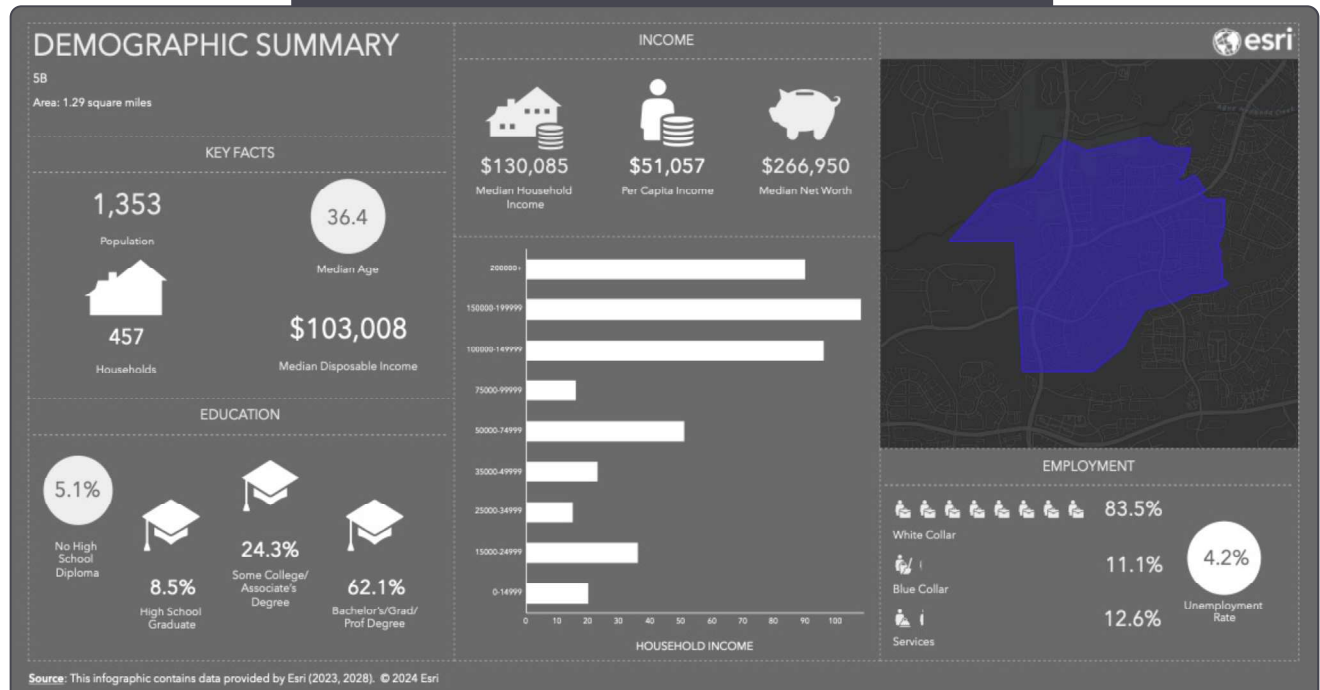 DEMOGRAPHIC SUMMARY
5B
Area: 1.29 square miles
KEY FACTS
1,353
Population
36.4
Median Age
457
Households
$103,008
Median Disposable Income
EDUCATION
5.1%
No High
School
Diploma
8.5%
High School
Graduate
24.3%
Some College/
Associate's
Degree
62.1%
Bachelor's/Grad/
Prof Degree
INCOME
$130,085
Median Household
Income
$51,057
Per Capita Income
$266,950
Median Net Worth
200000+
150000-199999
100000-149999
75000-99999
50000-74999
35000-49999
25000-34999
15000-24999
0-14999
0 10 20 30 40 50 60 70 80 90 100
HOUSEHOLD INCOME
esri
EMPLOYMENT
83.5%
White Collar
11.1%
Blue Collar
12.6%
Services
4.2%
Unemployment
Rate
Source: This infographic contains data provided by Esri (2023, 2028). © 2024 Esri